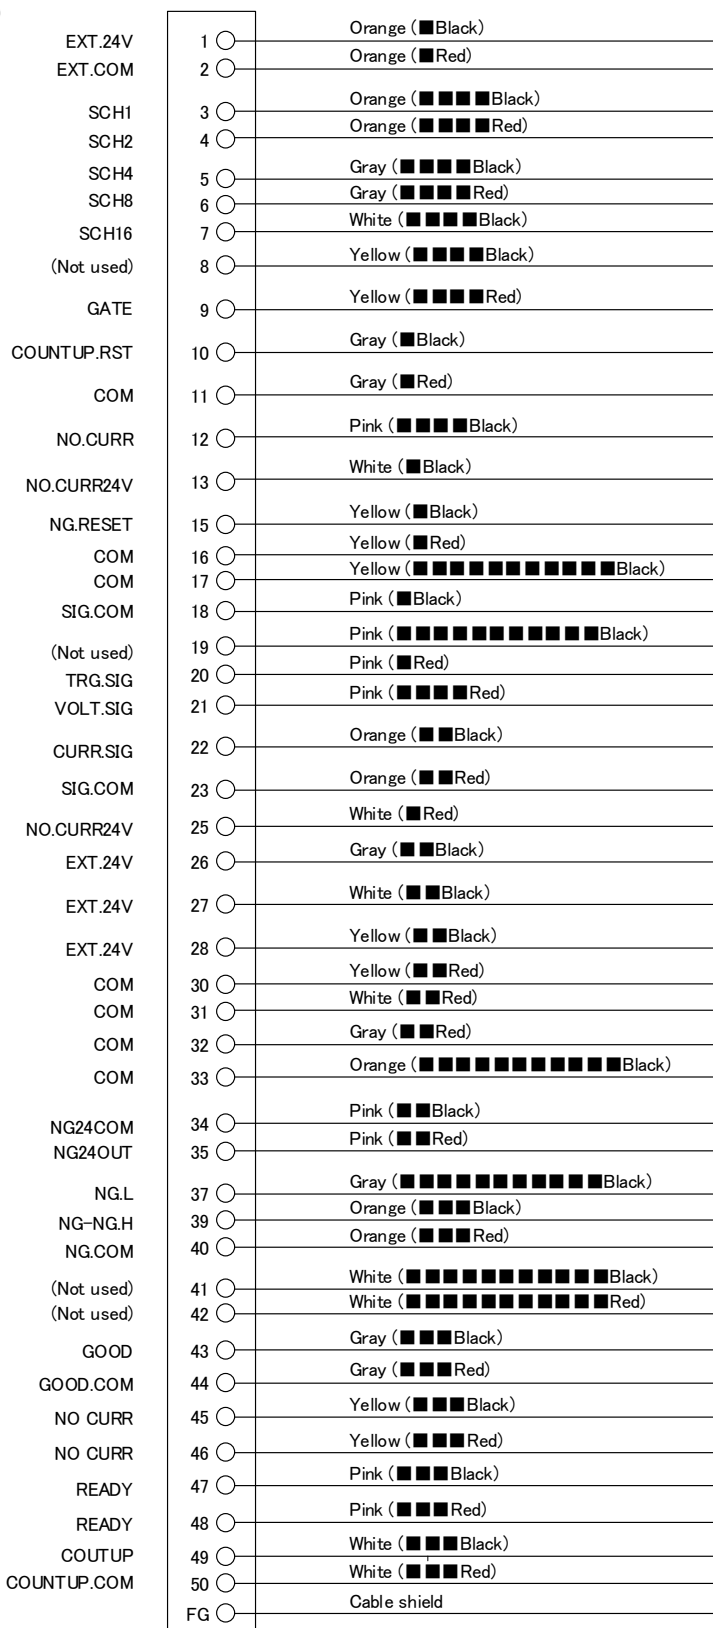 EXT.24V 1 Orange (■Black)
EXT.COM 2 Orange (■Red)
SCH1 3 Orange (■■■■Black)
SCH2 4 Orange (■■■■Red)
SCH4 5 Gray (■■■■Black)
SCH8 6 Gray (■■■■Red)
SCH16 7 White (■■■■Black)
(Not used) 8 Yellow (■■■■Black)
GATE 9 Yellow (■■■■Red)
COUNTUP.RST 10 Gray (■Black)
COM 11 Gray (■Red)
NO.CURR 12 Pink (■■■■Black)
NO.CURR24V 13 White (■Black)
NG.RESET 15 Yellow (■Black)
COM 16 Yellow (■Red)
COM 17 Yellow (■■■■■■■■■■■Black)
SIG.COM 18 Pink (■Black)
(Not used) 19 Pink (■■■■■■■■■■■Black)
TRG.SIG 20 Pink (■Red)
VOLT.SIG 21 Pink (■■■■Red)
CURR.SIG 22 Orange (■■Black)
SIG.COM 23 Orange (■■Red)
NO.CURR24V 25 White (■Red)
EXT.24V 26 Gray (■■Black)
EXT.24V 27 White (■■Black)
EXT.24V 28 Yellow (■■Black)
COM 30 Yellow (■■Red)
COM 31 White (■■Red)
COM 32 Gray (■■Red)
COM 33 Orange (■■■■■■■■■■■Black)
NG24COM 34 Pink (■■Black)
NG24OUT 35 Pink (■■Red)
NG.L 37 Gray (■■■■■■■■■■■Black)
NG-NG.H 39 Orange (■■■Black)
NG.COM 40 Orange (■■■Red)
(Not used) 41 White (■■■■■■■■■■■Black)
(Not used) 42 White (■■■■■■■■■■■Red)
GOOD 43 Gray (■■■Black)
GOOD.COM 44 Gray (■■■Red)
NO CURR 45 Yellow (■■■Black)
NO CURR 46 Yellow (■■■Red)
READY 47 Pink (■■■Black)
READY 48 Pink (■■■Red)
COUTUP 49 White (■■■Black)
COUNTUP.COM 50 White (■■■Red)
FG Cable shield